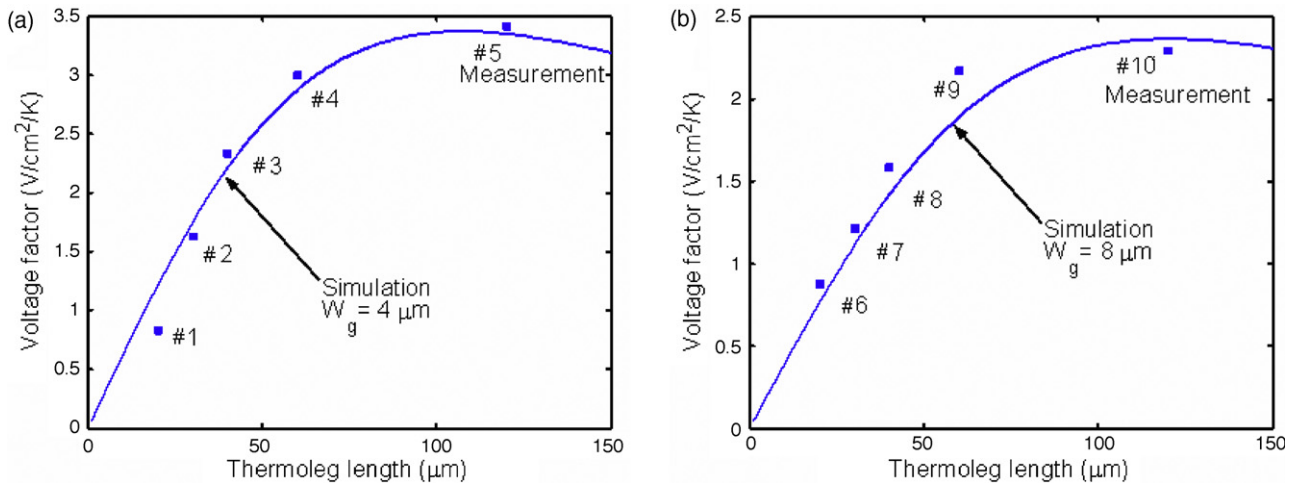 (a)
3.5
3
2.5
2
1.5
1
0.5
0
0
50
100
150
Voltage factor (V/cm²/K)
Thermoleg length (μm)
#1
#2
#3
#4
#5
Measurement
Simulation
W_g = 4 μm
(b)
2.5
2
1.5
1
0.5
0
0
50
100
150
Voltage factor (V/cm²/K)
Thermoleg length (μm)
#6
#7
#8
#9
#10
Measurement
Simulation
W_g = 8 μm